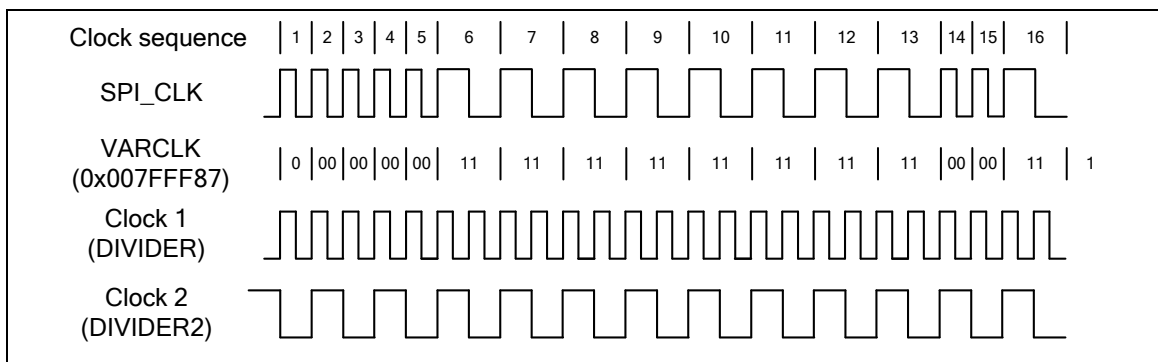 Clock sequence 1 2 3 4 5 6 7 8 9 10 11 12 13 14 15 16
SPI_CLK
VARCLK
(0x007FFF87) 0 00 00 00 00 11 11 11 11 11 11 11 11 00 00 11 1
Clock 1
(DIVIDER)
Clock 2
(DIVIDER2)